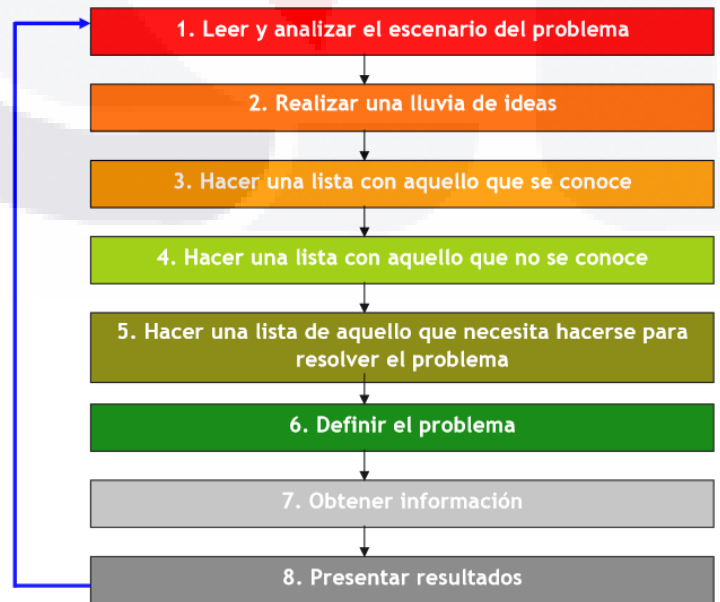 1. Leer y analizar el escenario del problema
2. Realizar una lluvia de ideas
3. Hacer una lista con aquello que se conoce
4. Hacer una lista con aquello que no se conoce
5. Hacer una lista de aquello que necesita hacerse para
resolver el problema
6. Definir el problema
7. Obtener información
8. Presentar resultados